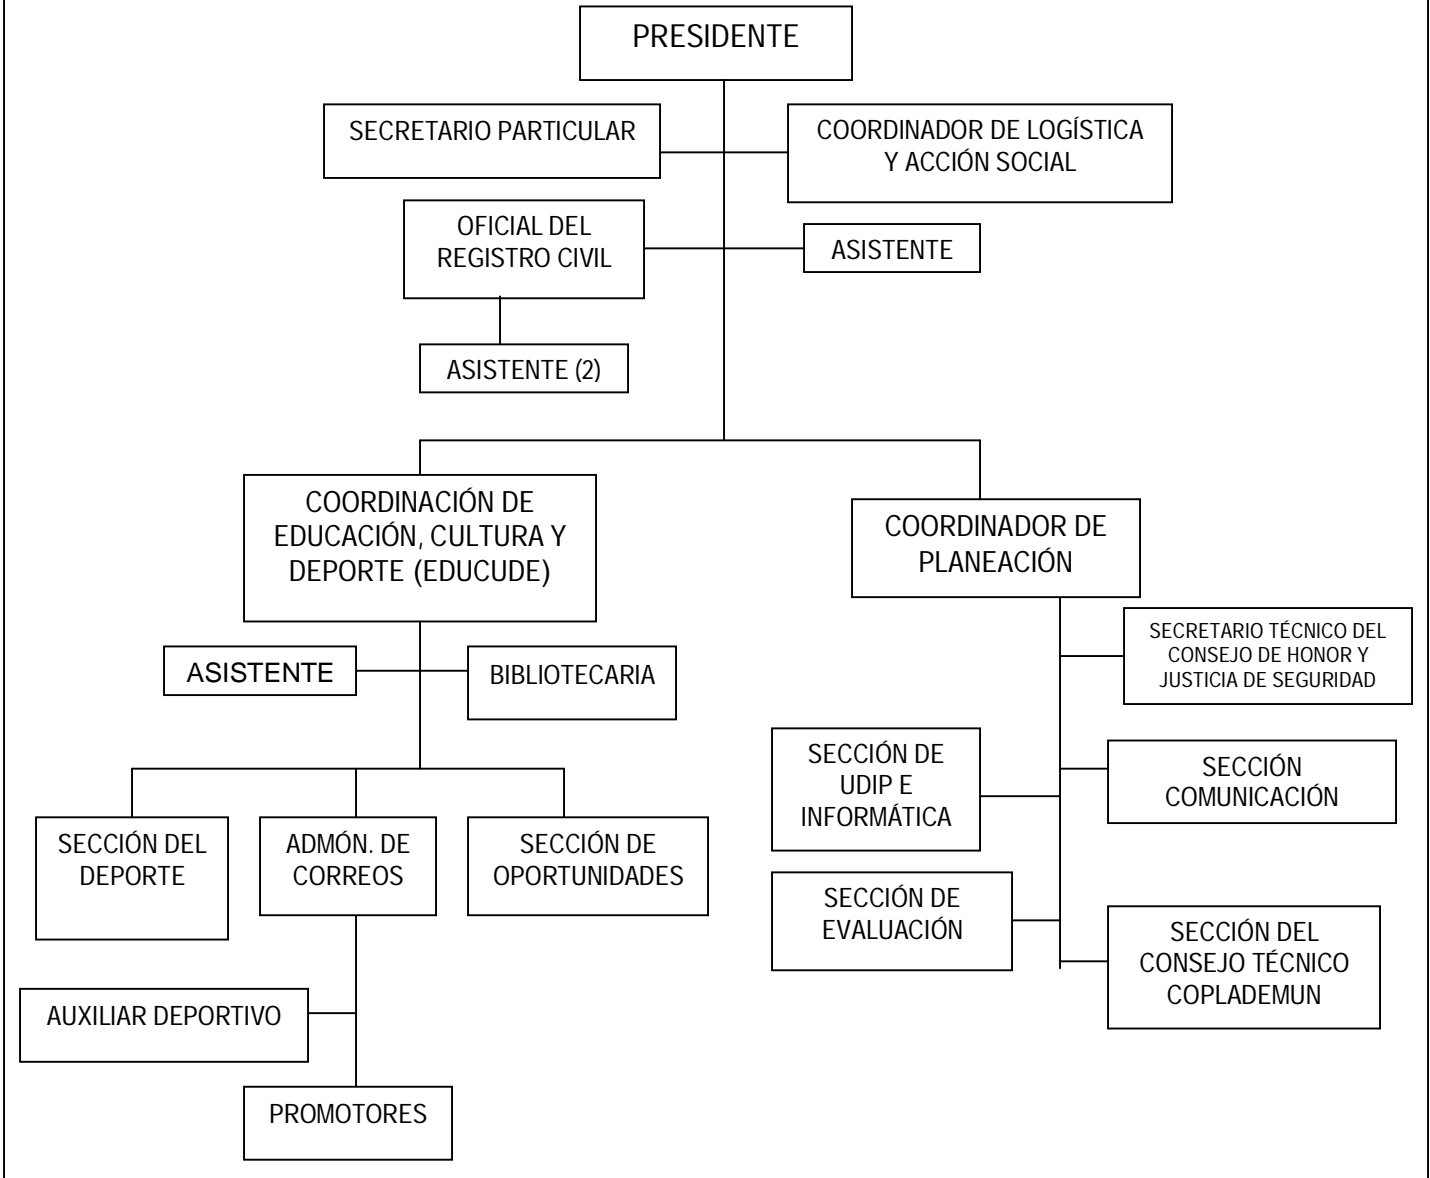 PRESIDENTE
SECRETARIO PARTICULAR
COORDINADOR DE LOGÍSTICA
Y ACCIÓN SOCIAL
OFICIAL DEL
REGISTRO CIVIL
ASISTENTE
ASISTENTE (2)
COORDINACIÓN DE
EDUCACIÓN, CULTURA Y
DEPORTE (EDUCUDE)
COORDINADOR DE
PLANEACIÓN
ASISTENTE
BIBLIOTECARIA
SECRETARIO TÉCNICO DEL
CONSEJO DE HONOR Y
JUSTICIA DE SEGURIDAD
SECCIÓN DE
UDIP E
INFORMÁTICA
SECCIÓN
COMUNICACIÓN
SECCIÓN DEL
DEPORTE
ADMÓN. DE
CORREOS
SECCIÓN DE
OPORTUNIDADES
SECCIÓN DE
EVALUACIÓN
SECCIÓN DEL
CONSEJO TÉCNICO
COPLADEMUN
AUXILIAR DEPORTIVO
PROMOTORES